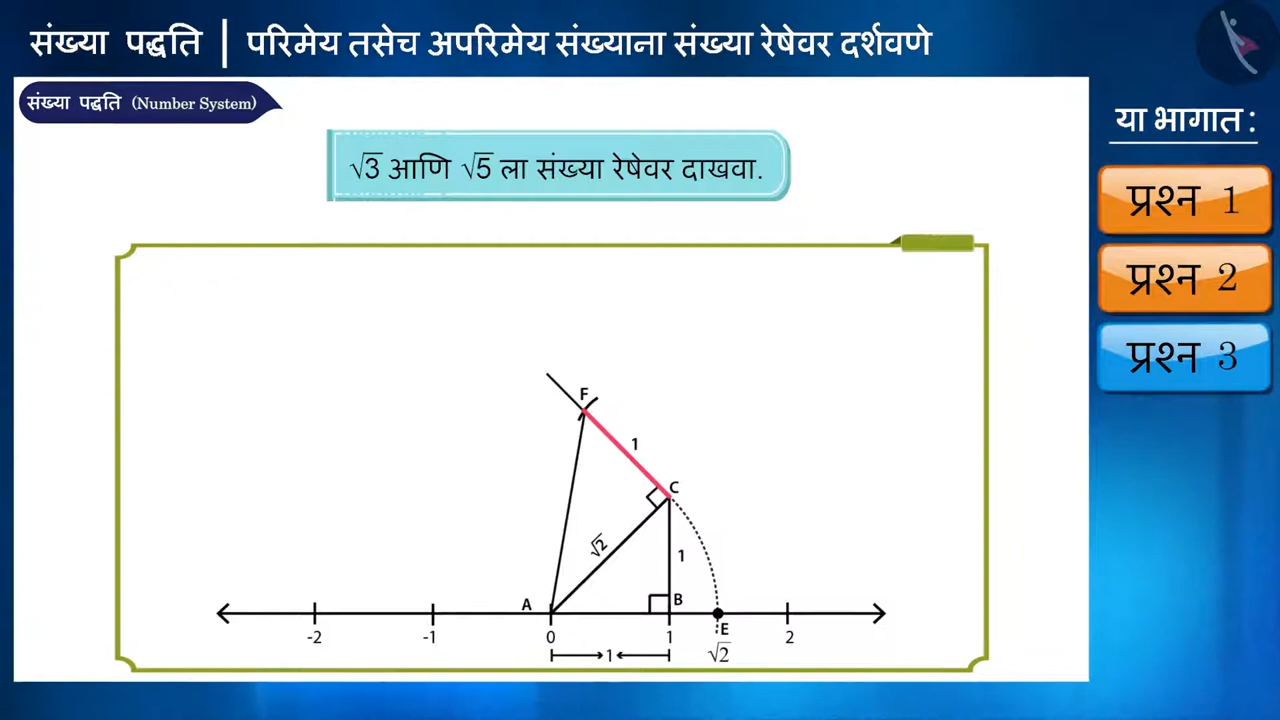 संख्या पद्धति | परिमेय तसेच अपरिमेय संख्याना संख्या रेषेवर दर्शवणे
संख्या पद्धति (Number System)
या भागात :
√3 आणि √5 ला संख्या रेषेवर दाखवा.
प्रश्न 1
प्रश्न 2
प्रश्न 3
F
1
C
√2
1
A
B
E
-2 -1 0 1 2
1
√2